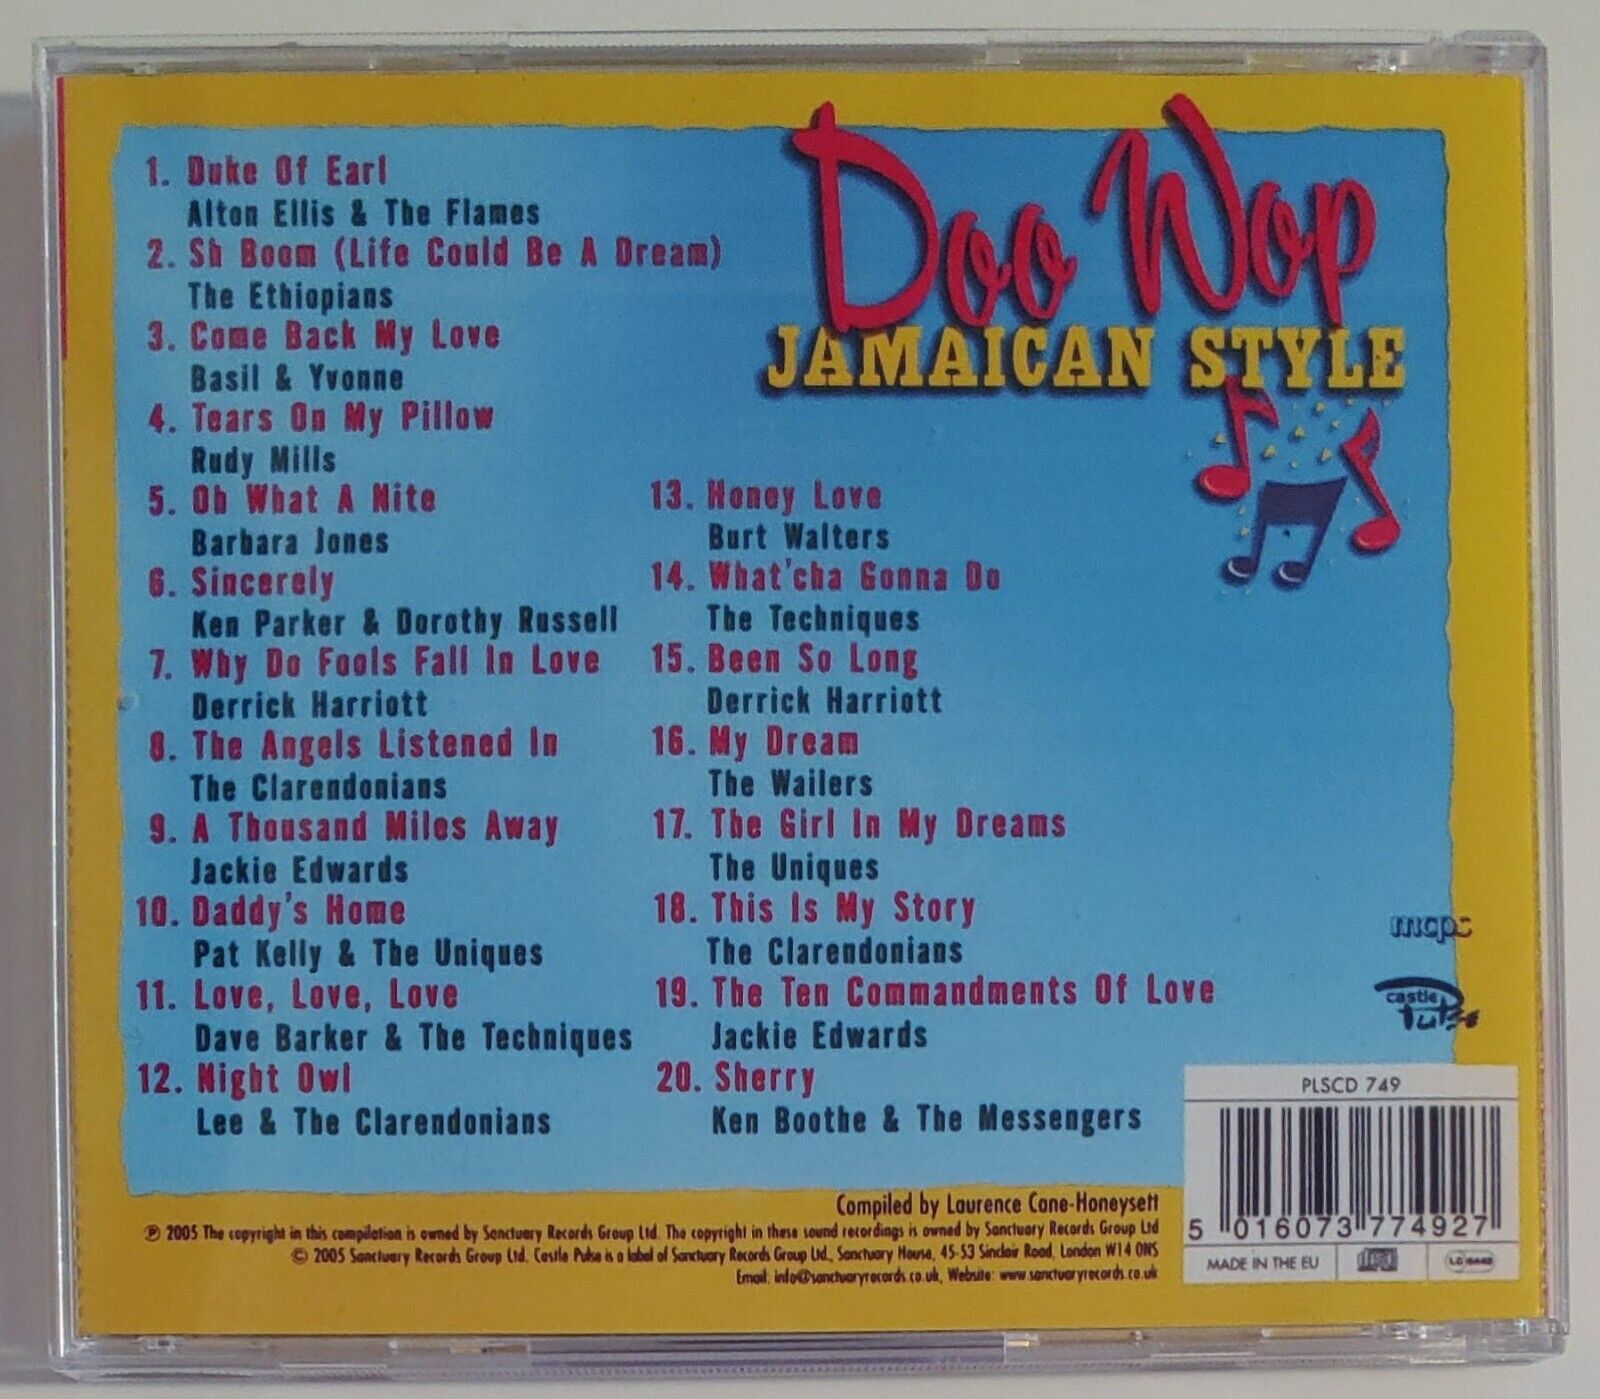 Doo Wop
JAMAICAN STYLE
1. Duke Of Earl
Alton Ellis & The Flames
2. Sh Boom (Life Could Be A Dream)
The Ethiopians
3. Come Back My Love
Basil & Yvonne
4. Tears On My Pillow
Rudy Mills
5. Oh What A Nite
Barbara Jones
6. Sincerely
Ken Parker & Dorothy Russell
7. Why Do Fools Fall In Love
Derrick Harriott
8. The Angels Listened In
The Clarendonians
9. A Thousand Miles Away
Jackie Edwards
10. Daddy's Home
Pat Kelly & The Uniques
11. Love, Love, Love
Dave Barker & The Techniques
12. Night Owl
Lee & The Clarendonians
13. Honey Love
Burt Walters
14. What'cha Gonna Do
The Techniques
15. Been So Long
Derrick Harriott
16. My Dream
The Wailers
17. The Girl In My Dreams
The Uniques
18. This Is My Story
The Clarendonians
19. The Ten Commandments Of Love
Jackie Edwards
20. Sherry
Ken Boothe & The Messengers
mcps
castle
Pulse
PLSCD 749
5 016073 774927
MADE IN THE EU
Compiled by Laurence Cane-Honeysett
℗ 2005 The copyright in this compilation is owned by Sanctuary Records Group Ltd. The copyright in these sound recordings is owned by Sanctuary Records Group Ltd
© 2005 Sanctuary Records Group Ltd. Castle Pulse is a label of Sanctuary Records Group Ltd., Sanctuary House, 45-53 Sinclair Road, London W14 0NS
Email: info@sanctuaryrecords.co.uk, Website: www.sanctuaryrecords.co.uk